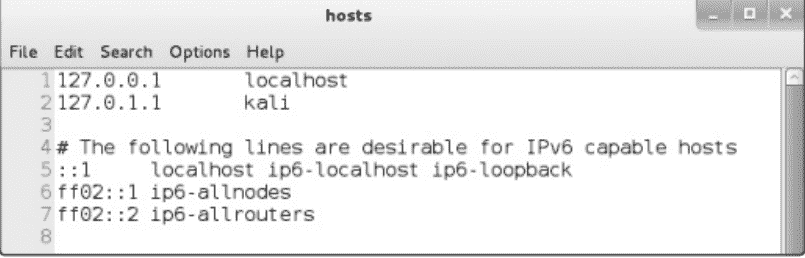 hosts
File Edit Search Options Help
1 127.0.0.1 localhost
2 127.0.1.1 kali
3
4 # The following lines are desirable for IPv6 capable hosts
5 ::1 localhost ip6-localhost ip6-loopback
6 ff02::1 ip6-allnodes
7 ff02::2 ip6-allrouters
8